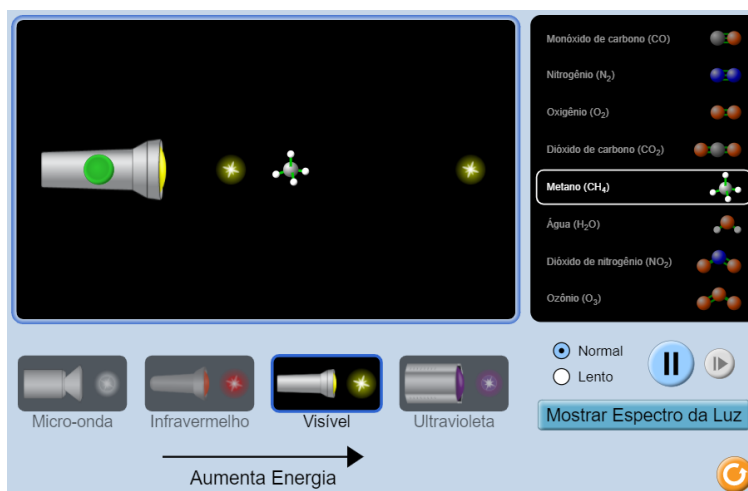 Monóxido de carbono (CO)
Nitrogênio (N₂)
Oxigênio (O₂)
Dióxido de carbono (CO₂)
Metano (CH₄)
Água (H₂O)
Dióxido de nitrogênio (NO₂)
Ozônio (O₃)
Normal
Lento
Micro-onda
Infravermelho
Visível
Ultravioleta
Mostrar Espectro da Luz
Aumenta Energia